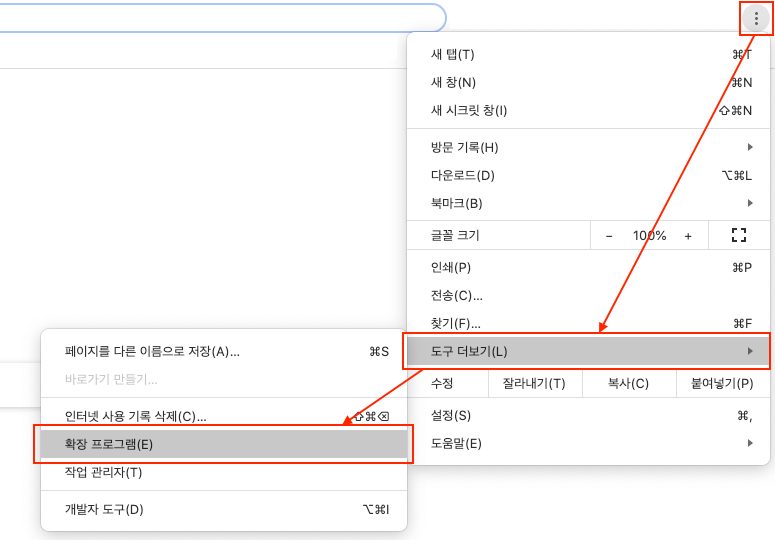 새 탭(T) ⌘T
새 창(N) ⌘N
새 시크릿 창(I) ⇧⌘N
방문 기록(H)
다운로드(D) ⌥⌘L
북마크(B)
글꼴 크기 − 100% +
인쇄(P) ⌘P
전송(C)...
찾기(F)... ⌘F
도구 더보기(L)
수정 잘라내기(T) 복사(C) 붙여넣기(P)
설정(S) ⌘,
도움말(E)
페이지를 다른 이름으로 저장(A)... ⌘S
바로가기 만들기...
인터넷 사용 기록 삭제(C)... ⇧⌘⌫
확장 프로그램(E)
작업 관리자(T)
개발자 도구(D) ⌥⌘I